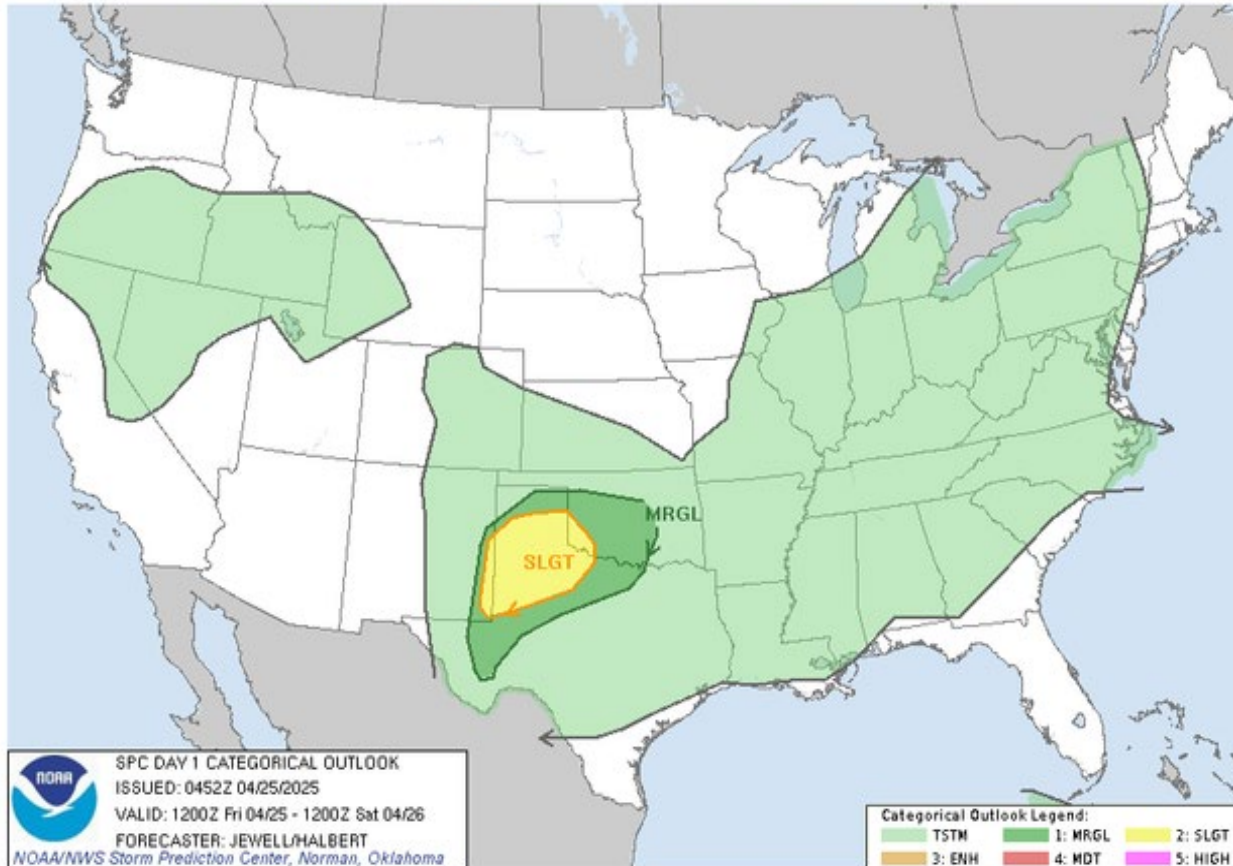 MRGL
SLGT
NOAA
SPC DAY 1 CATEGORICAL OUTLOOK
ISSUED: 0452Z 04/25/2025
VALID: 1200Z Fri 04/25 - 1200Z Sat 04/26
FORECASTER: JEWELL/HALBERT
NOAA/NWS Storm Prediction Center, Norman, Oklahoma
Categorical Outlook Legend:
TSTM 1: MRGL 2: SLGT
3: ENH 4: MDT 5: HIGH